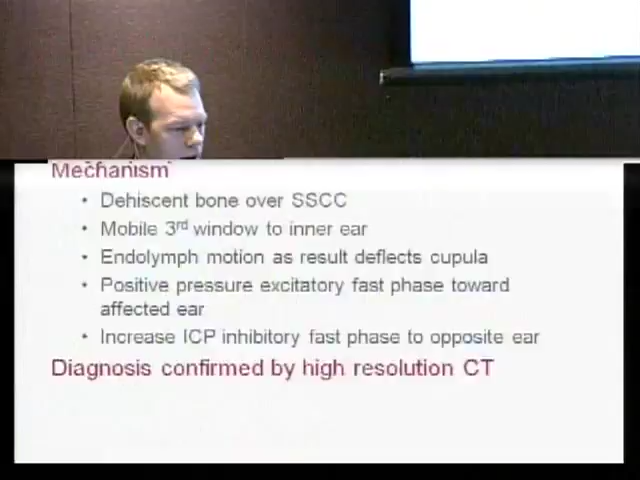 Mechanism
• Dehiscent bone over SSCC
• Mobile 3rd window to inner ear
• Endolymph motion as result deflects cupula
• Positive pressure excitatory fast phase toward
affected ear
• Increase ICP inhibitory fast phase to opposite ear
Diagnosis confirmed by high resolution CT